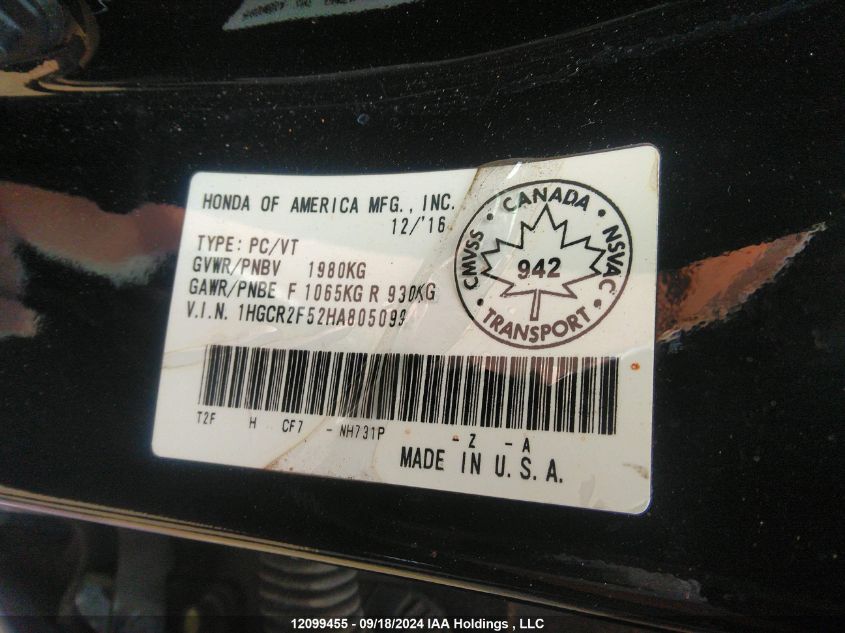 HONDA OF AMERICA MFG., INC.
12/'16
TYPE: PC/VT
GVWR/PNBV 1980KG
GAWR/PNBE F 1065KG R 930KG
V.I.N. 1HGCR2F52HA805099
CANADA
CMVSS · NSVAC
942
TRANSPORT
T2F H CF7 - NH731P - Z - A
MADE IN U.S.A.
12099455 - 09/18/2024 IAA Holdings , LLC